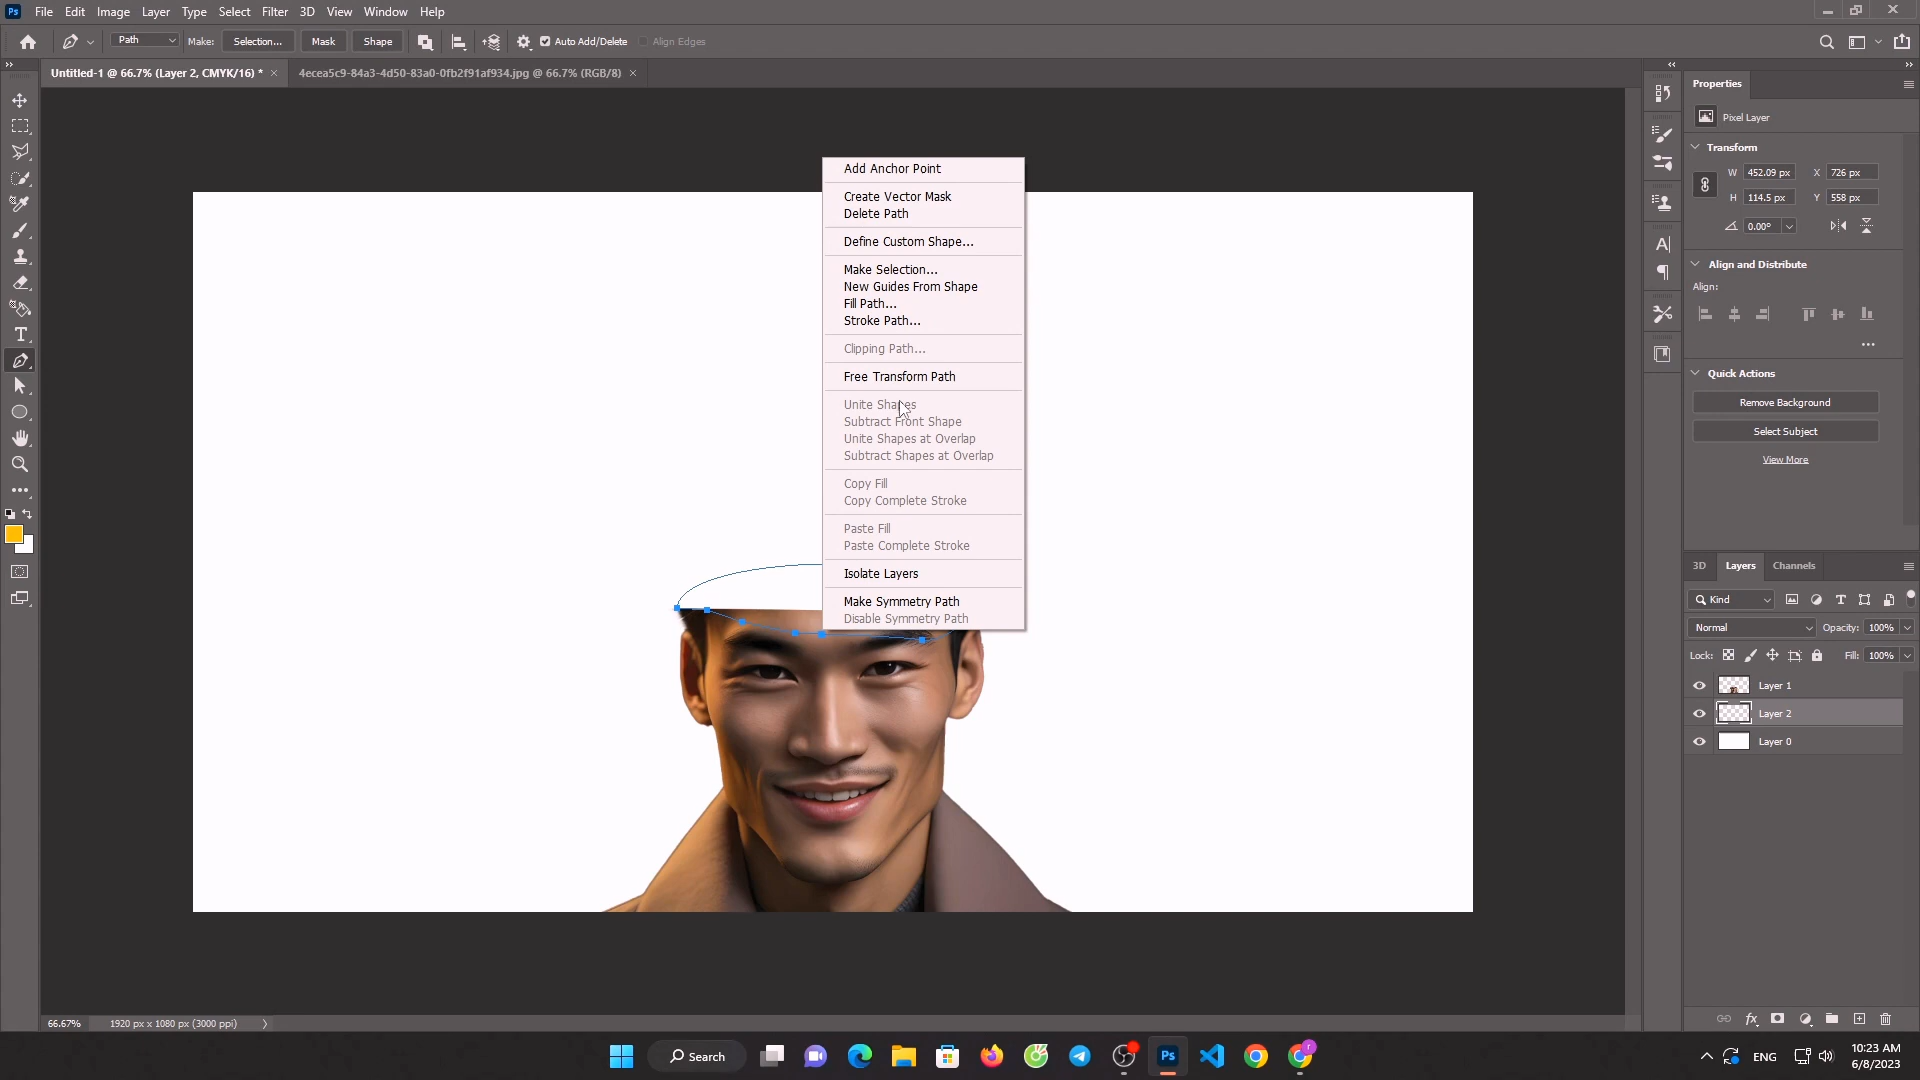 Ps File Edit Image Layer Type Select Filter 3D View Window Help
Path Make: Selection... Mask Shape Auto Add/Delete Align Edges
Untitled-1 @ 66.7% (Layer 2, CMYK/16) * × 4ecea5c9-84a3-4d50-83a0-0fb2f91af934.jpg @ 66.7% (RGB/8) ×
Properties
Pixel Layer
Transform
W 452.09 px X 726 px
H 114.5 px Y 558 px
0.00°
Align and Distribute
Align:
Quick Actions
Remove Background
Select Subject
View More
3D Layers Channels
Kind
Normal Opacity: 100%
Lock: Fill: 100%
Layer 1
Layer 2
Layer 0
Add Anchor Point
Create Vector Mask
Delete Path
Define Custom Shape...
Make Selection...
New Guides From Shape
Fill Path...
Stroke Path...
Clipping Path...
Free Transform Path
Unite Shapes
Subtract Front Shape
Unite Shapes at Overlap
Subtract Shapes at Overlap
Copy Fill
Copy Complete Stroke
Paste Fill
Paste Complete Stroke
Isolate Layers
Make Symmetry Path
Disable Symmetry Path
66.67% 1920 px x 1080 px (3000 ppi)
Search Ps ENG 10:23 AM
6/8/2023